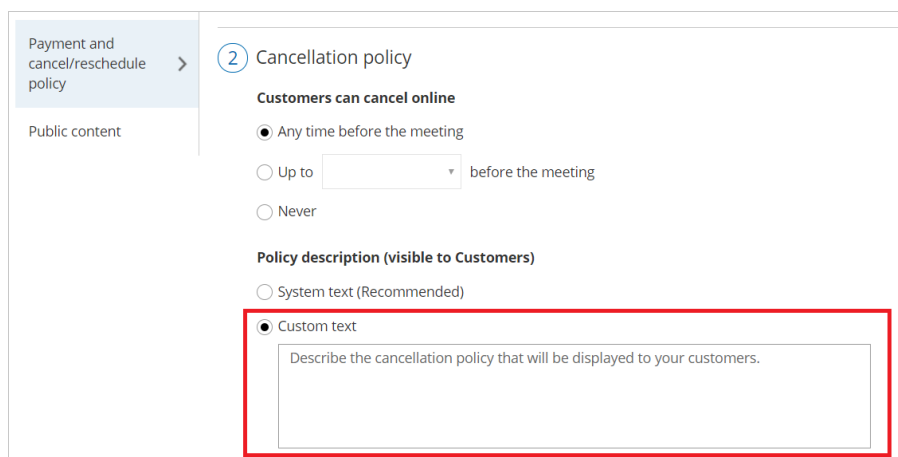 Payment and
cancel/reschedule
policy
Public content
2 Cancellation policy
Customers can cancel online
Any time before the meeting
Up to before the meeting
Never
Policy description (visible to Customers)
System text (Recommended)
Custom text
Describe the cancellation policy that will be displayed to your customers.